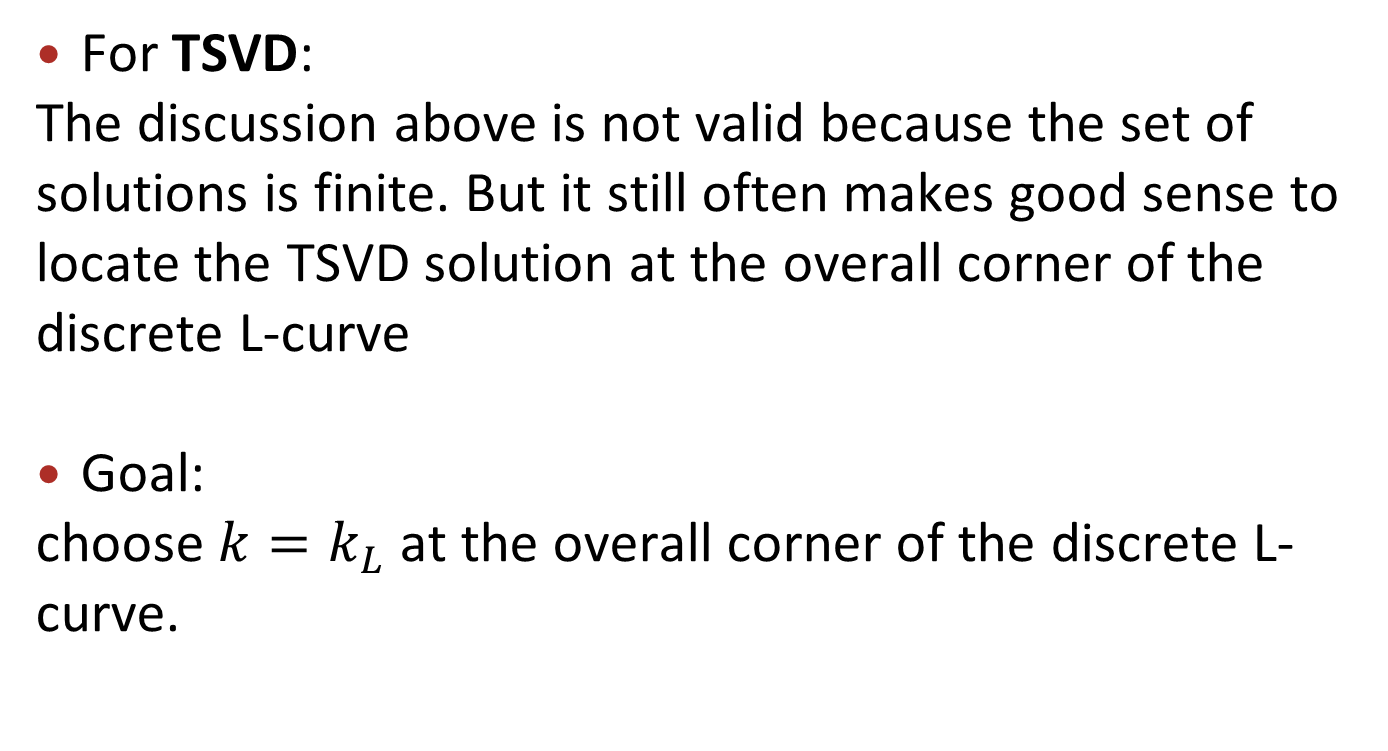 • For TSVD:
The discussion above is not valid because the set of
solutions is finite. But it still often makes good sense to
locate the TSVD solution at the overall corner of the
discrete L-curve
• Goal:
choose k = k_L at the overall corner of the discrete L-
curve.